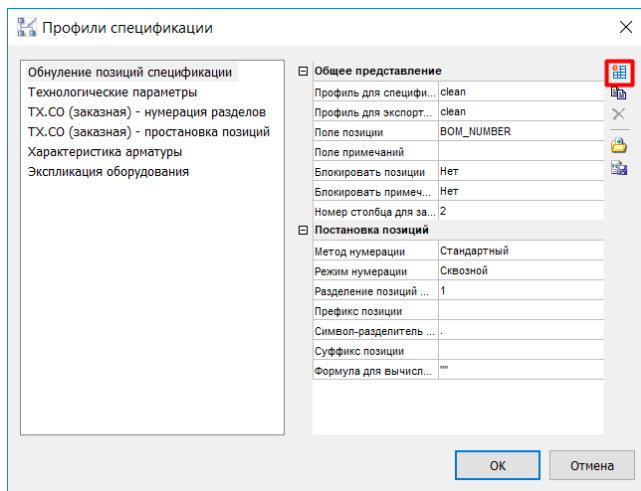 Профили спецификации
Обнуление позиций спецификации
Технологические параметры
ТХ.СО (заказная) - нумерация разделов
ТХ.СО (заказная) - простановка позиций
Характеристика арматуры
Экспликация оборудования
Общее представление
Профиль для специфи... clean
Профиль для экспорт... clean
Поле позиции BOM_NUMBER
Поле примечаний
Блокировать позиции Нет
Блокировать примеч... Нет
Номер столбца для за... 2
Постановка позиций
Метод нумерации Стандартный
Режим нумерации Сквозной
Разделение позиций ... 1
Префикс позиции
Символ-разделитель ... .
Суффикс позиции
Формула для вычисл... ""
ОК
Отмена